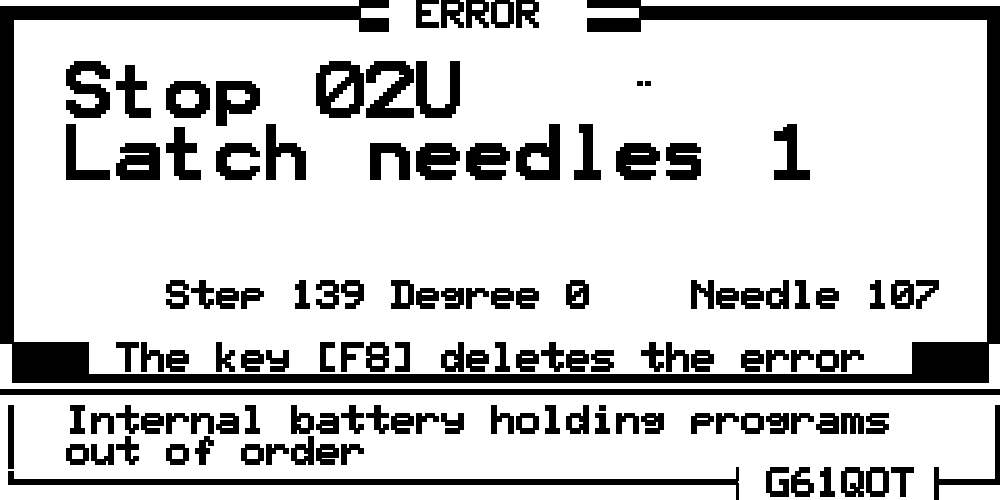 ERROR
Stop 02U
Latch needles 1
Step 139 Degree 0 Needle 107
The key [F8] deletes the error
Internal battery holding programs
out of order
G61QOT